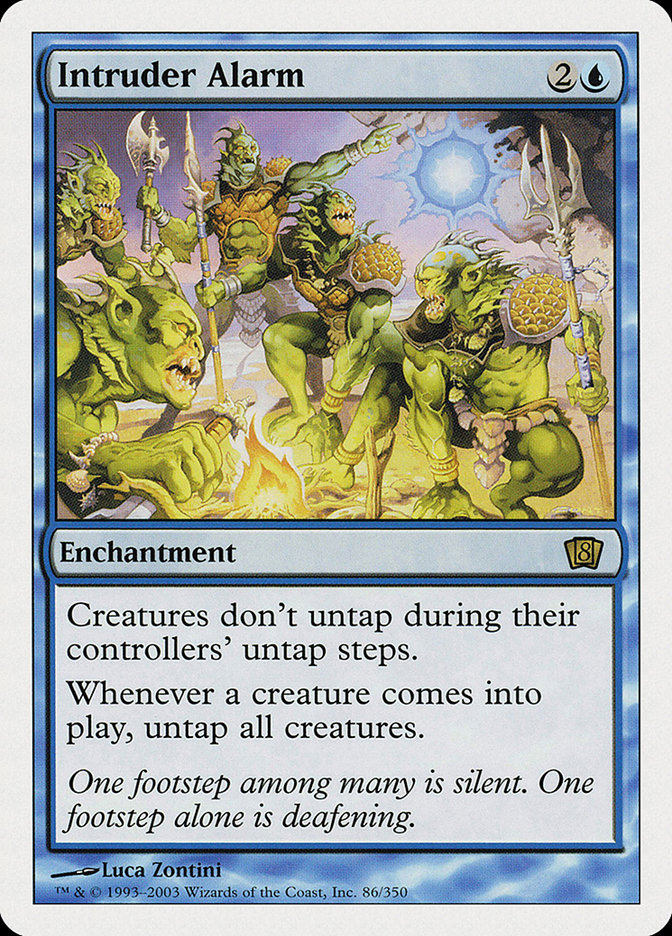 Intruder Alarm 2
Enchantment 8
Creatures don't untap during their
controllers' untap steps.
Whenever a creature comes into
play, untap all creatures.
One footstep among many is silent. One
footstep alone is deafening.
Luca Zontini
™ & © 1993–2003 Wizards of the Coast, Inc. 86/350